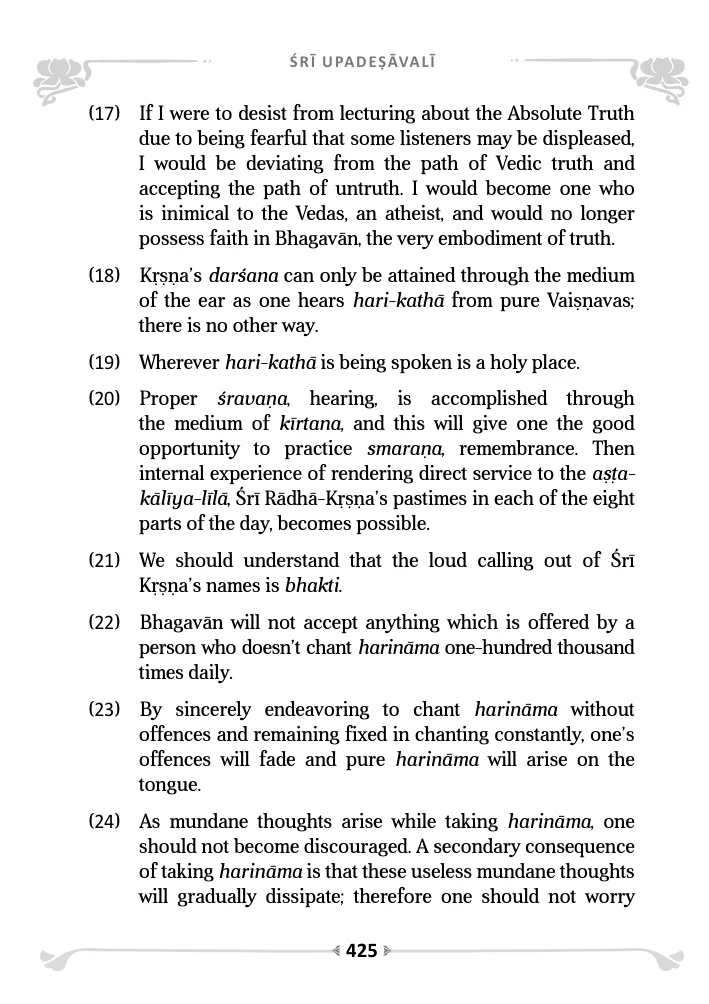 ŚRĪ UPADEṢĀVALĪ
(17) If I were to desist from lecturing about the Absolute Truth
due to being fearful that some listeners may be displeased,
I would be deviating from the path of Vedic truth and
accepting the path of untruth. I would become one who
is inimical to the Vedas, an atheist, and would no longer
possess faith in Bhagavān, the very embodiment of truth.
(18) Kṛṣṇa’s darśana can only be attained through the medium
of the ear as one hears hari-kathā from pure Vaiṣṇavas;
there is no other way.
(19) Wherever hari-kathā is being spoken is a holy place.
(20) Proper śravaṇa, hearing, is accomplished through
the medium of kīrtana, and this will give one the good
opportunity to practice smaraṇa, remembrance. Then
internal experience of rendering direct service to the aṣṭa-
kālīya-līlā, Śrī Rādhā-Kṛṣṇa’s pastimes in each of the eight
parts of the day, becomes possible.
(21) We should understand that the loud calling out of Śrī
Kṛṣṇa’s names is bhakti.
(22) Bhagavān will not accept anything which is offered by a
person who doesn’t chant harināma one-hundred thousand
times daily.
(23) By sincerely endeavoring to chant harināma without
offences and remaining fixed in chanting constantly, one’s
offences will fade and pure harināma will arise on the
tongue.
(24) As mundane thoughts arise while taking harināma, one
should not become discouraged. A secondary consequence
of taking harināma is that these useless mundane thoughts
will gradually dissipate; therefore one should not worry
425